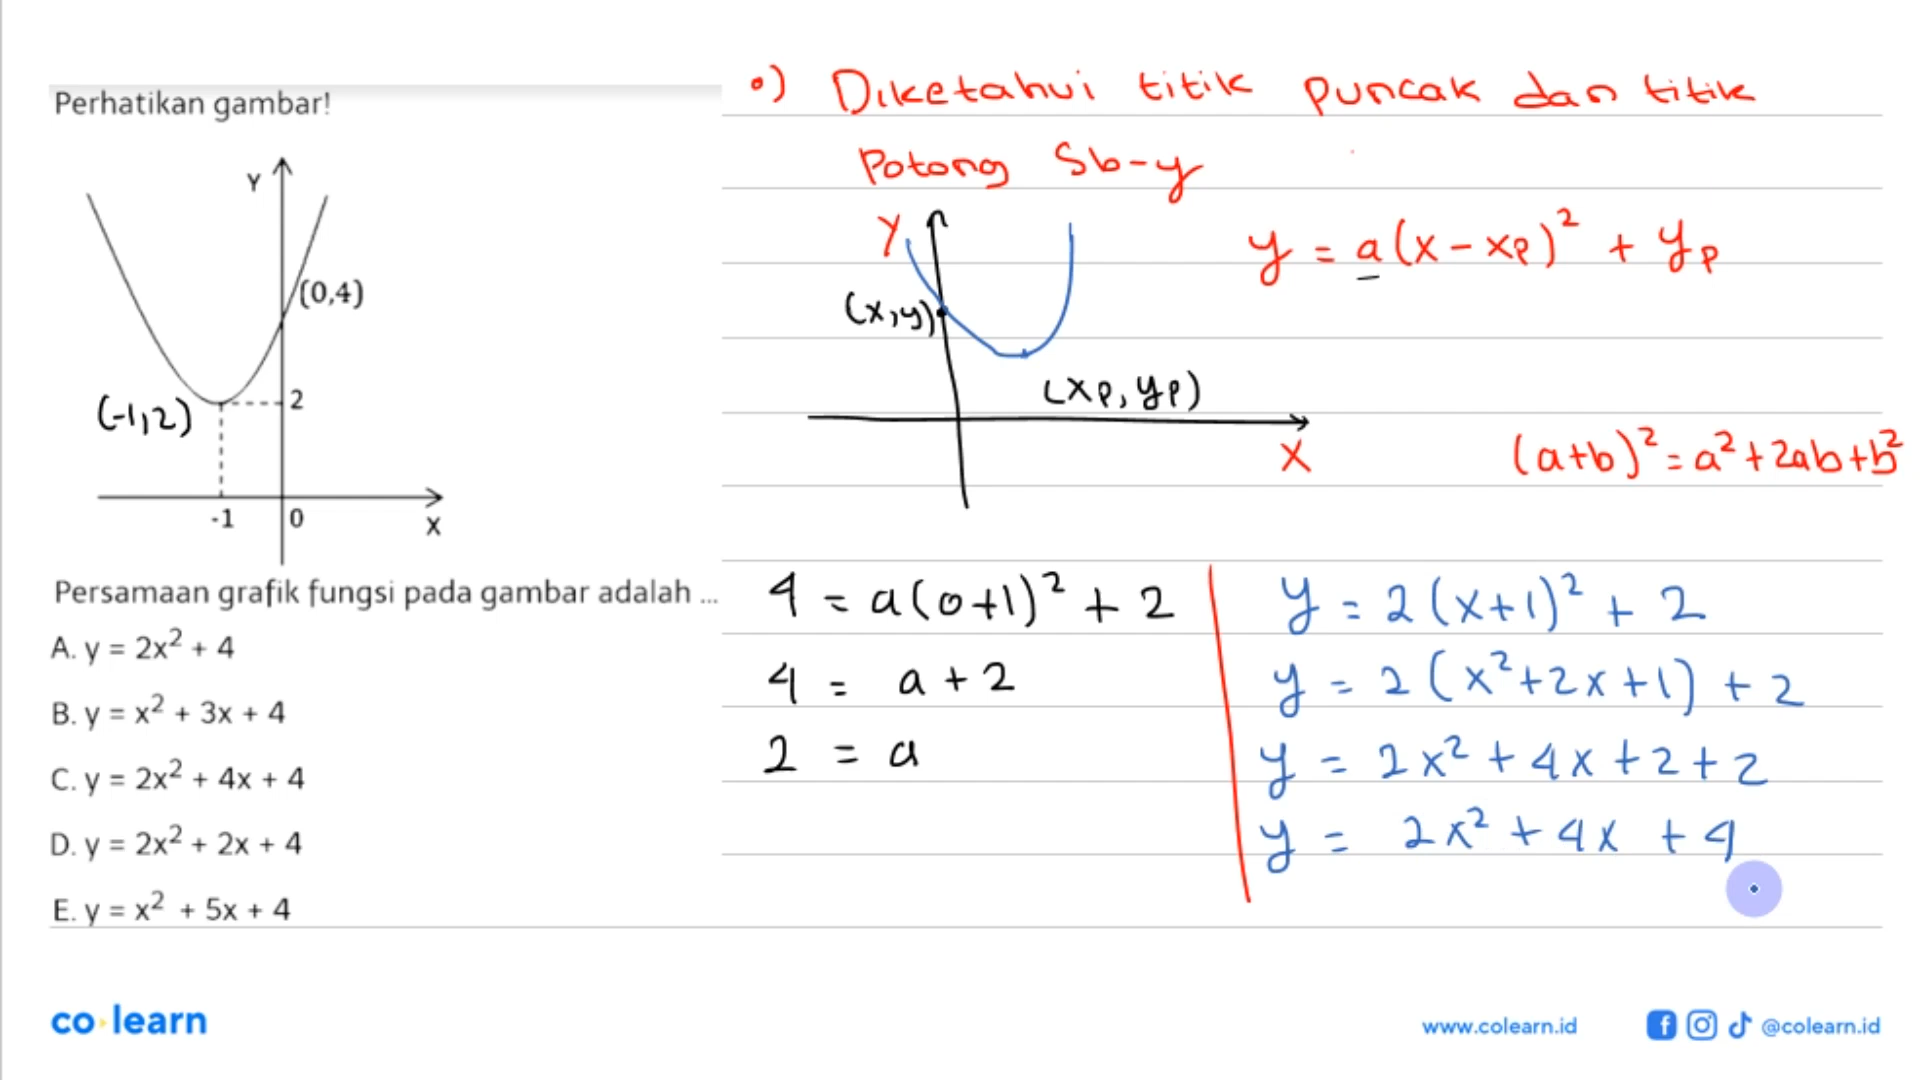 Perhatikan gambar!
Y
(0,4)
2
(-1,2)
-1
0
X
Persamaan grafik fungsi pada gambar adalah ...
A. y = 2x² + 4
B. y = x² + 3x + 4
C. y = 2x² + 4x + 4
D. y = 2x² + 2x + 4
E. y = x² + 5x + 4
•) Diketahui titik puncak dan titik
Potong Sb-y
Y
(x,y)
(xp, yp)
X
y = a(x - xp)² + yp
(a+b)² = a² + 2ab + b²
4 = a(0+1)² + 2
4 = a + 2
2 = a
y = 2(x+1)² + 2
y = 2(x²+2x+1) + 2
y = 2x² + 4x + 2 + 2
y = 2x² + 4x + 4
co learn
www.colearn.id
@colearn.id